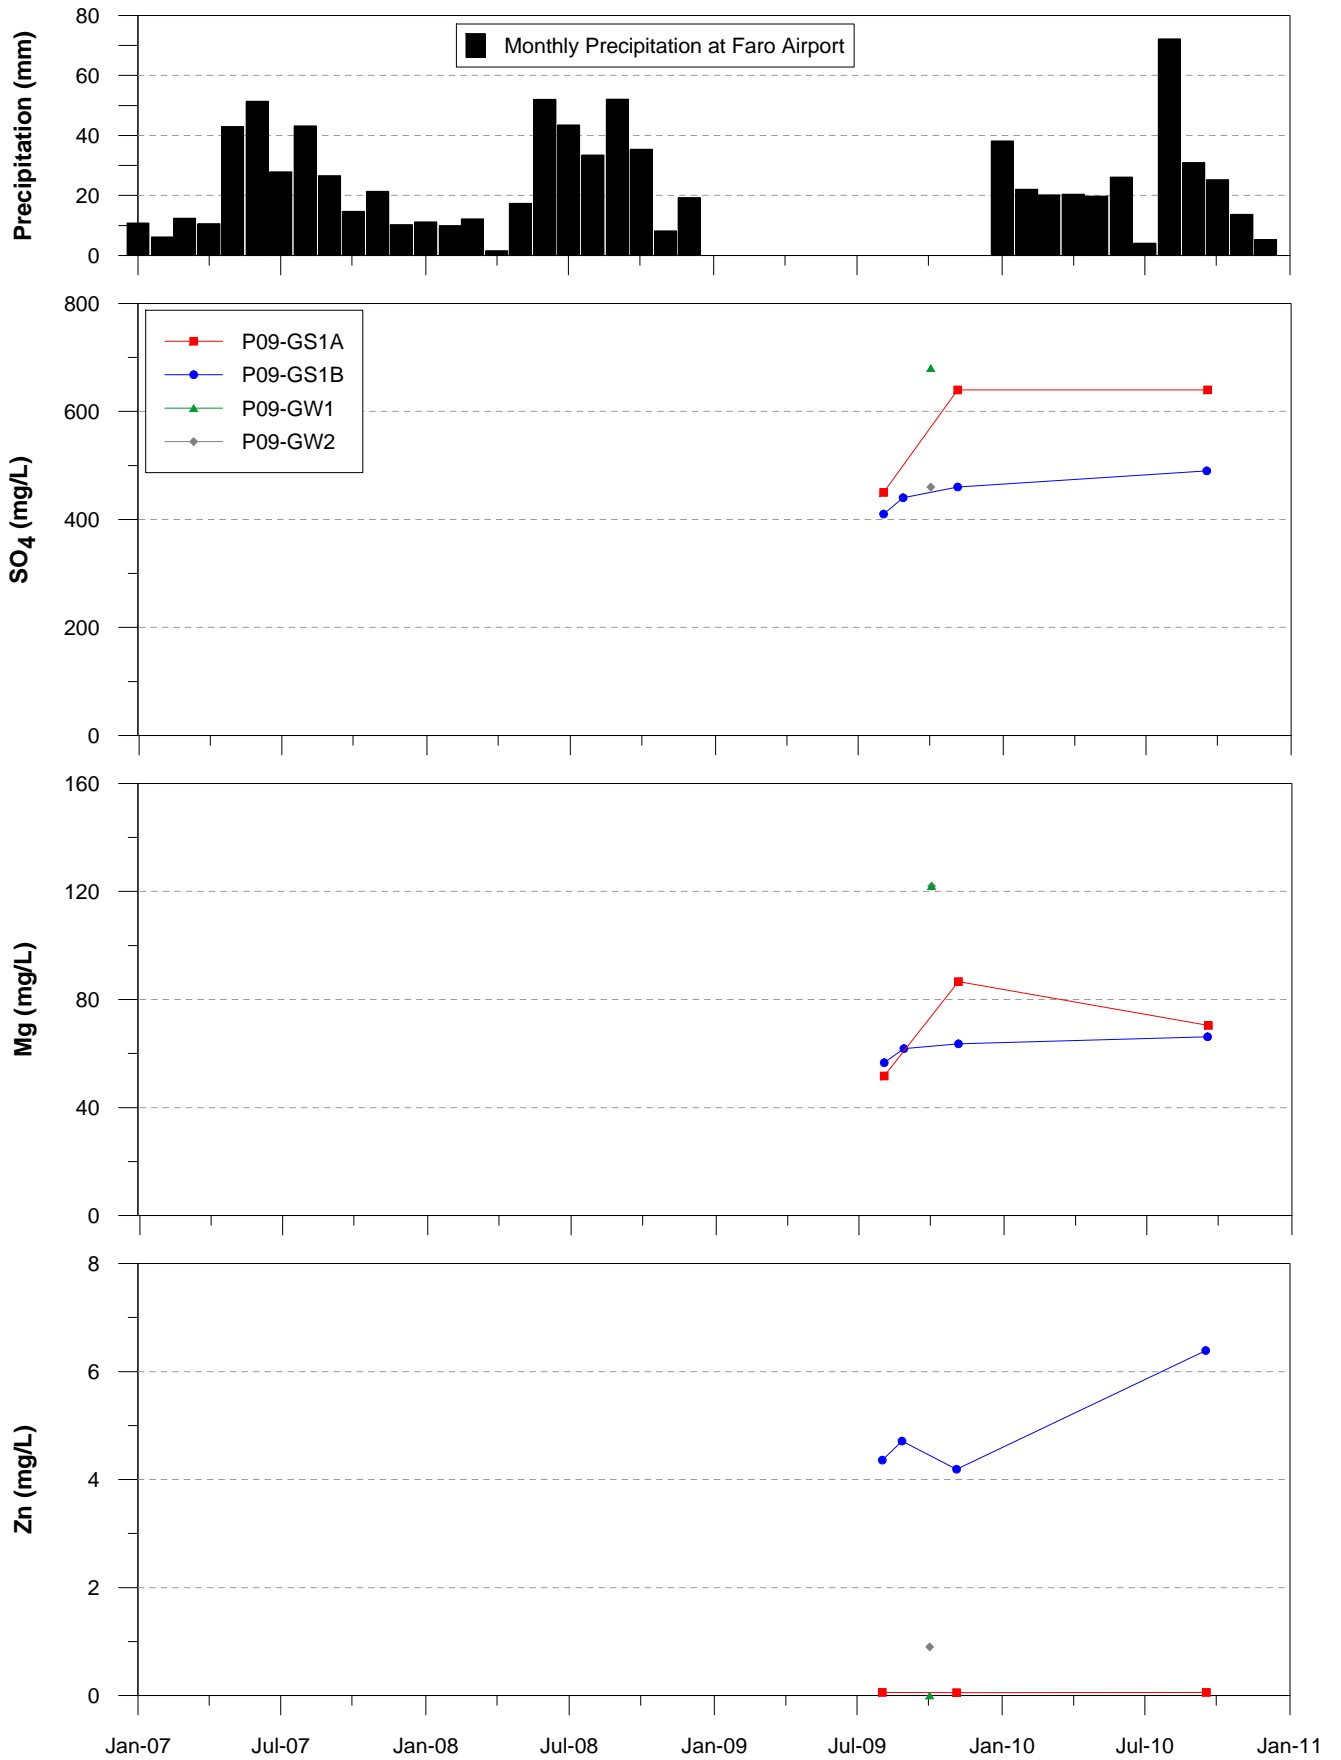 80
60
40
20
0
Precipitation (mm)
Monthly Precipitation at Faro Airport
800
600
400
200
0
SO4 (mg/L)
P09-GS1A
P09-GS1B
P09-GW1
P09-GW2
160
120
80
40
0
Mg (mg/L)
8
6
4
2
0
Zn (mg/L)
Jan-07 Jul-07 Jan-08 Jul-08 Jan-09 Jul-09 Jan-10 Jul-10 Jan-11